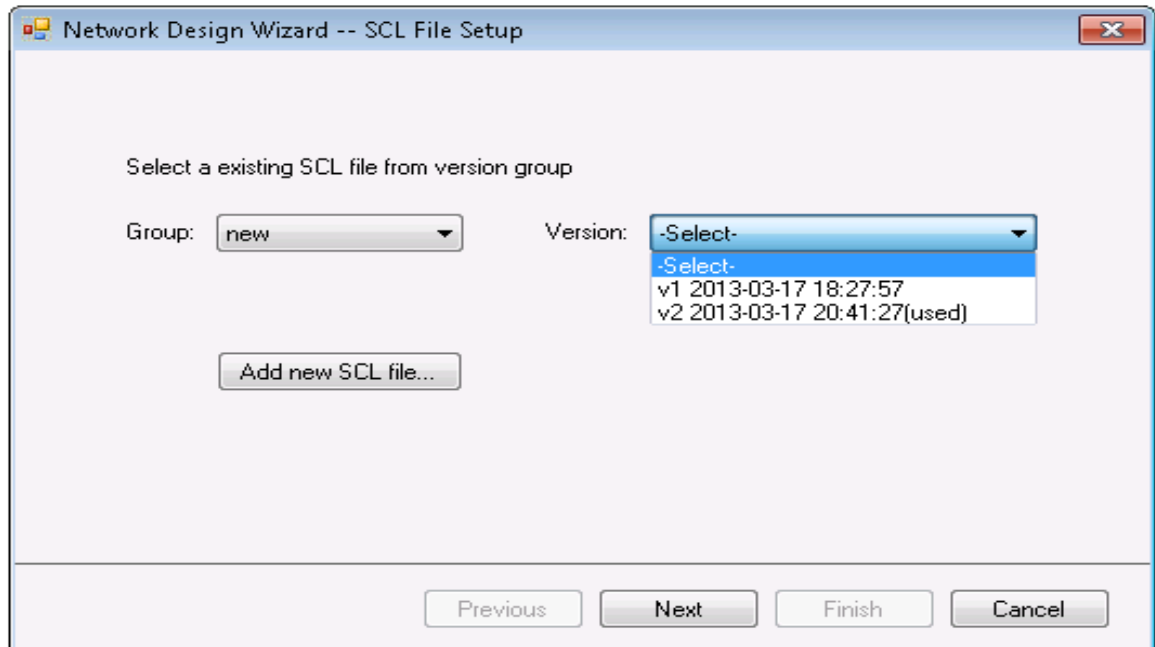 Network Design Wizard -- SCL File Setup
Select a existing SCL file from version group
Group: new Version: -Select-
-Select-
v1 2013-03-17 18:27:57
v2 2013-03-17 20:41:27(used)
Add new SCL file...
Previous Next Finish Cancel